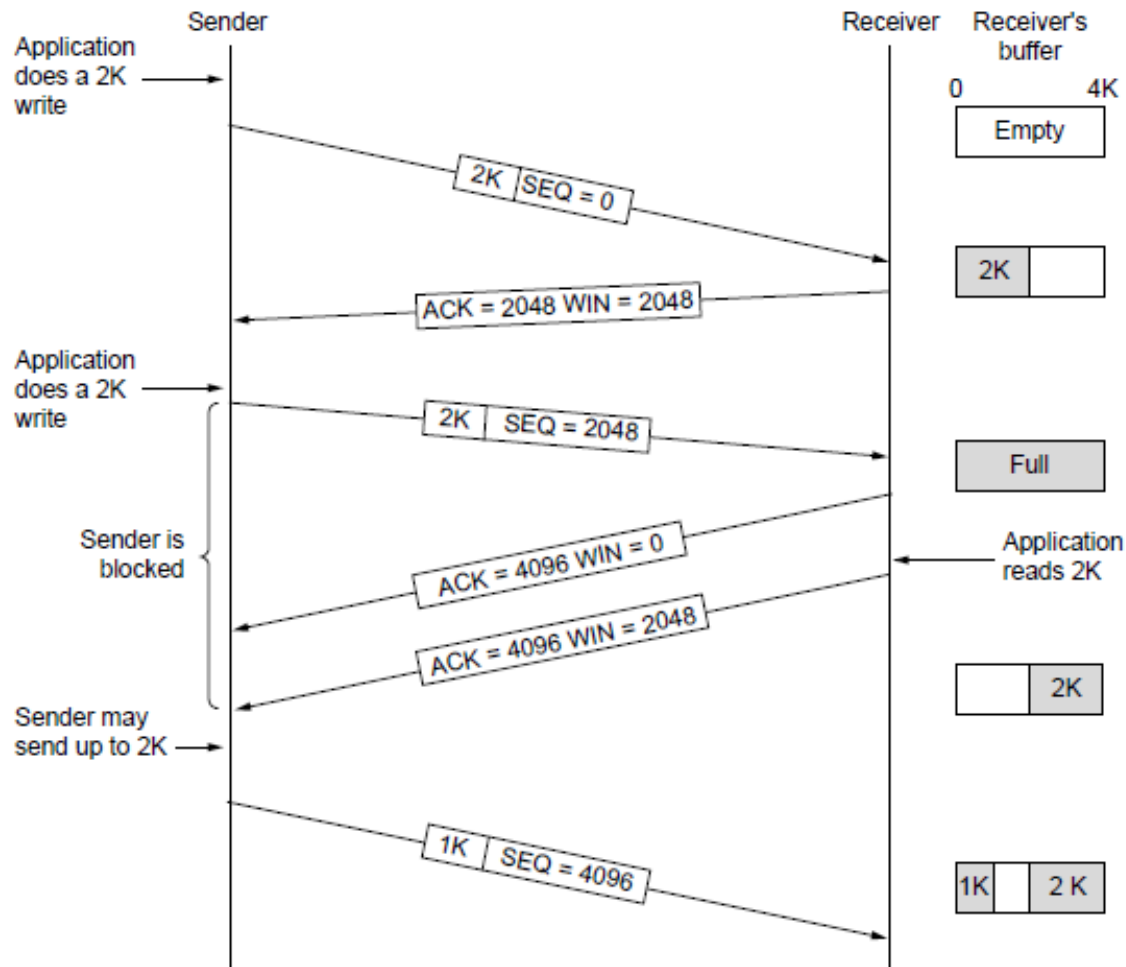 Sender
Receiver
Receiver's
buffer
Application
does a 2K
write
0 4K
Empty
2K SEQ = 0
2K
ACK = 2048 WIN = 2048
Application
does a 2K
write
2K SEQ = 2048
Full
Sender is
blocked
ACK = 4096 WIN = 0
Application
reads 2K
ACK = 4096 WIN = 2048
2K
Sender may
send up to 2K
1K SEQ = 4096
1K 2 K